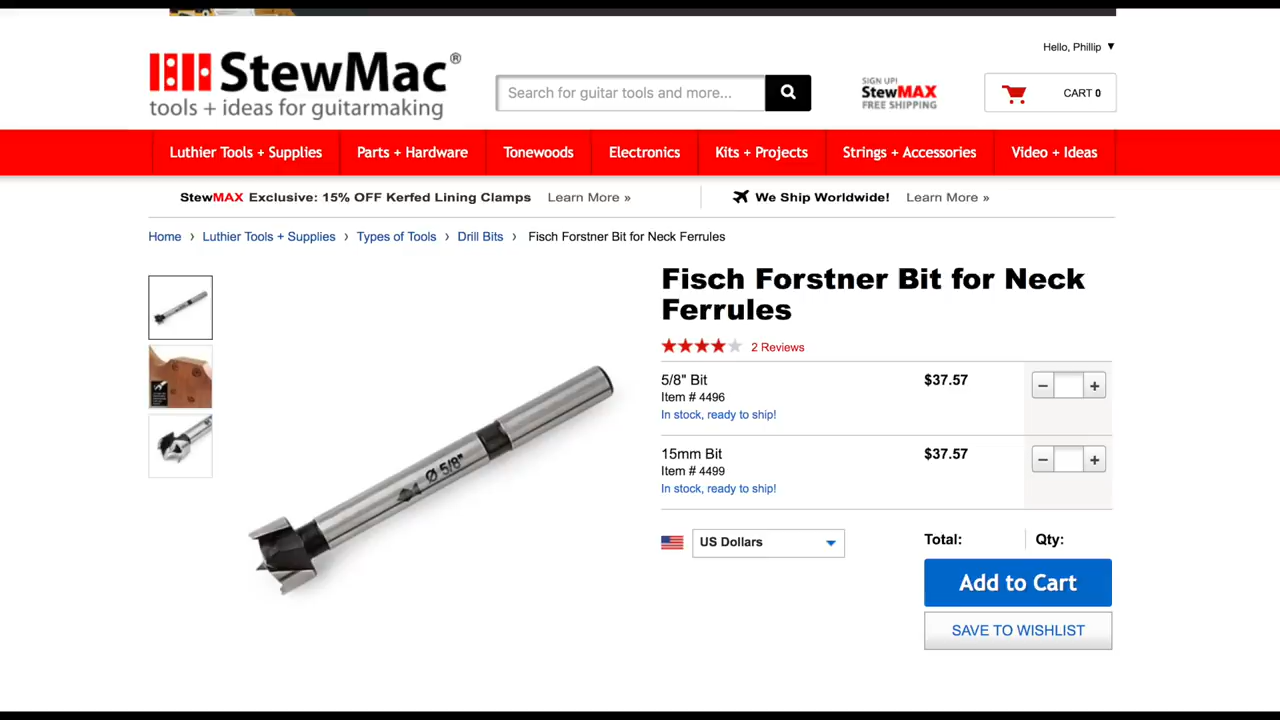 Hello, Phillip ▼
StewMac®
tools + ideas for guitarmaking
Search for guitar tools and more...
SIGN UP!
StewMAX
FREE SHIPPING
CART 0
Luthier Tools + Supplies
Parts + Hardware
Tonewoods
Electronics
Kits + Projects
Strings + Accessories
Video + Ideas
StewMAX Exclusive: 15% OFF Kerfed Lining Clamps Learn More »
We Ship Worldwide! Learn More »
Home › Luthier Tools + Supplies › Types of Tools › Drill Bits › Fisch Forstner Bit for Neck Ferrules
Fisch Forstner Bit for Neck
Ferrules
2 Reviews
5/8" Bit
$37.57
Item # 4496
In stock, ready to ship!
15mm Bit
$37.57
Item # 4499
In stock, ready to ship!
Ø 5/8"
US Dollars
Total:
Qty:
Add to Cart
SAVE TO WISHLIST